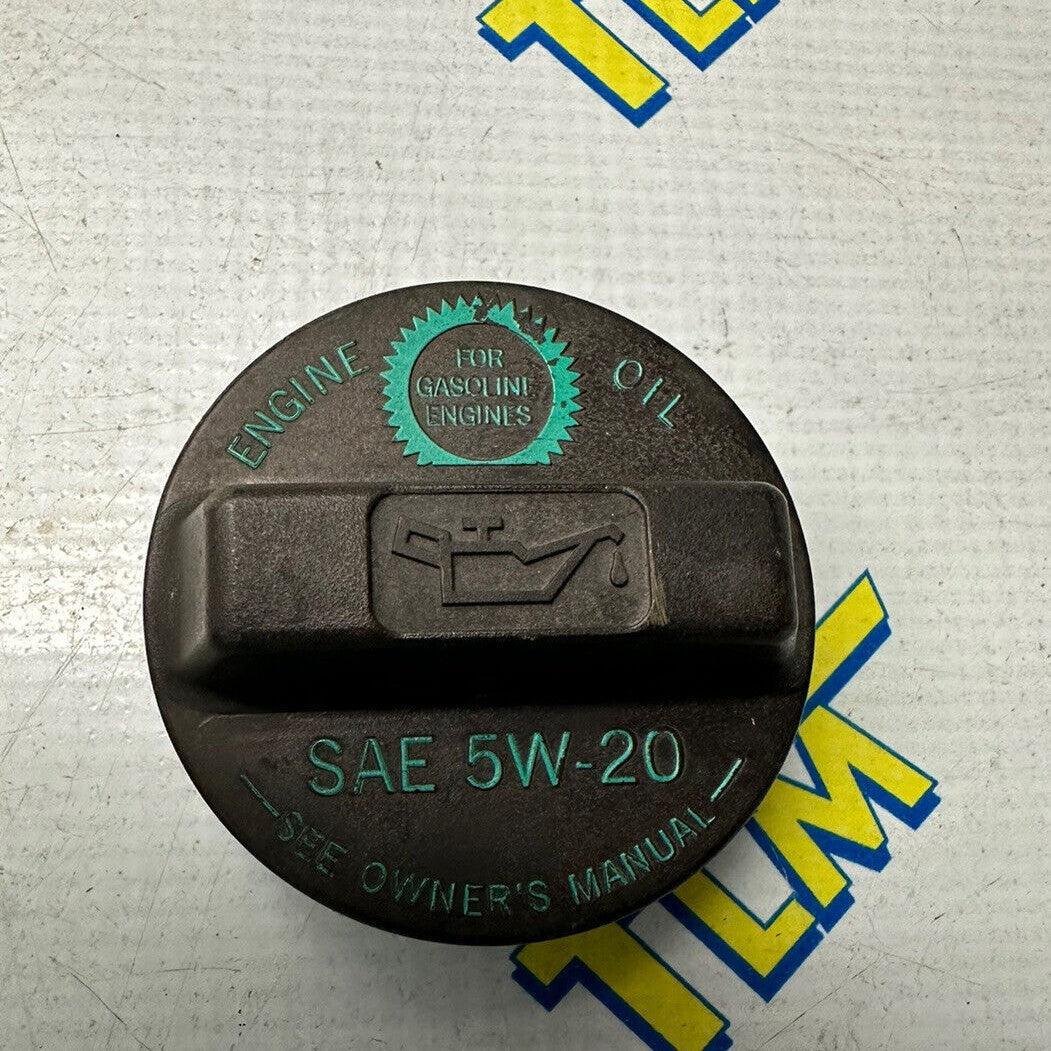 TLM
ENGINE OIL
FOR
GASOLINE
ENGINES
SAE 5W-20
SEE OWNER'S MANUAL
TLM